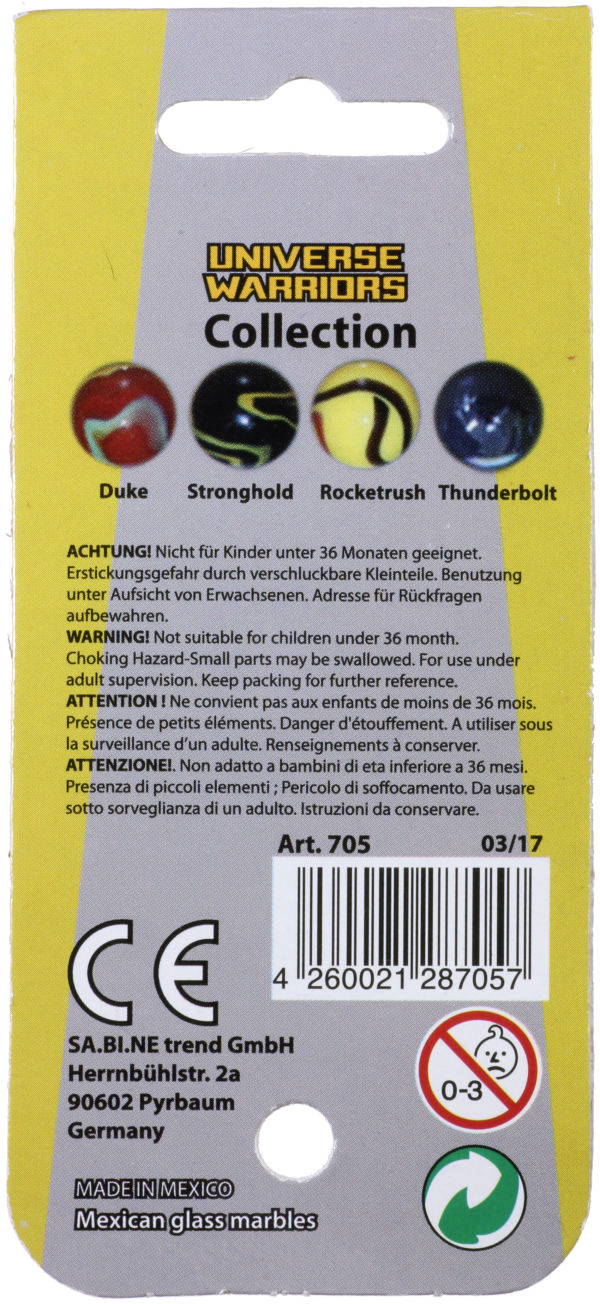 UNIVERSE
WARRIORS
Collection
Duke Stronghold Rocketrush Thunderbolt
ACHTUNG! Nicht für Kinder unter 36 Monaten geeignet.
Erstickungsgefahr durch verschluckbare Kleinteile. Benutzung
unter Aufsicht von Erwachsenen. Adresse für Rückfragen
aufbewahren.
WARNING! Not suitable for children under 36 month.
Choking Hazard-Small parts may be swallowed. For use under
adult supervision. Keep packing for further reference.
ATTENTION ! Ne convient pas aux enfants de moins de 36 mois.
Présence de petits éléments. Danger d'étouffement. A utiliser sous
la surveillance d'un adulte. Renseignements à conserver.
ATTENZIONE!. Non adatto a bambini di eta inferiore a 36 mesi.
Presenza di piccoli elementi ; Pericolo di soffocamento. Da usare
sotto sorveglianza di un adulto. Istruzioni da conservare.
Art. 705 03/17
4 260021 287057
CE
SA.BI.NE trend GmbH
Herrnbühlstr. 2a
90602 Pyrbaum
Germany
0-3
MADE IN MEXICO
Mexican glass marbles